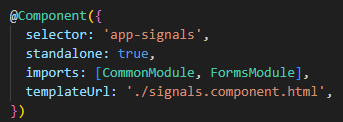 @Component({
  selector: 'app-signals',
  standalone: true,
  imports: [CommonModule, FormsModule],
  templateUrl: './signals.component.html',
})